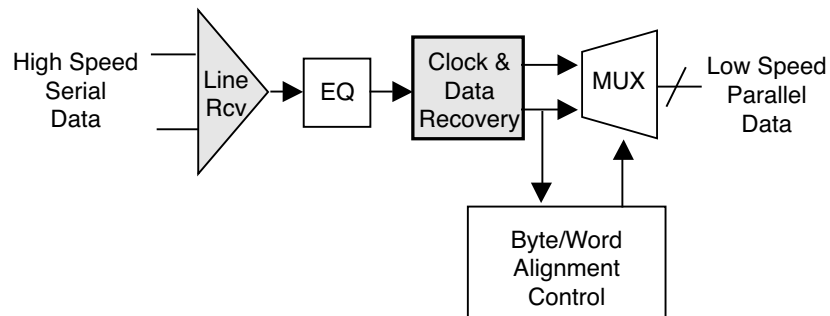 High Speed
Serial
Data
Line
Rcv
EQ
Clock &
Data
Recovery
MUX
Low Speed
Parallel
Data
Byte/Word
Alignment
Control